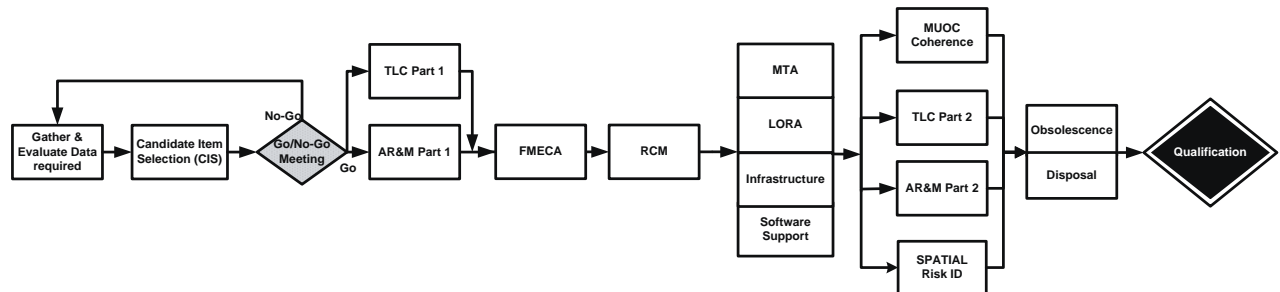 Gather &
Evaluate Data
required
Candidate Item
Selection (CIS)
No-Go
Go/No-Go
Meeting
Go
TLC Part 1
AR&M Part 1
FMECA
RCM
MTA
LORA
Infrastructure
Software
Support
MUOC
Coherence
TLC Part 2
AR&M Part 2
SPATIAL
Risk ID
Obsolescence
Disposal
Qualification